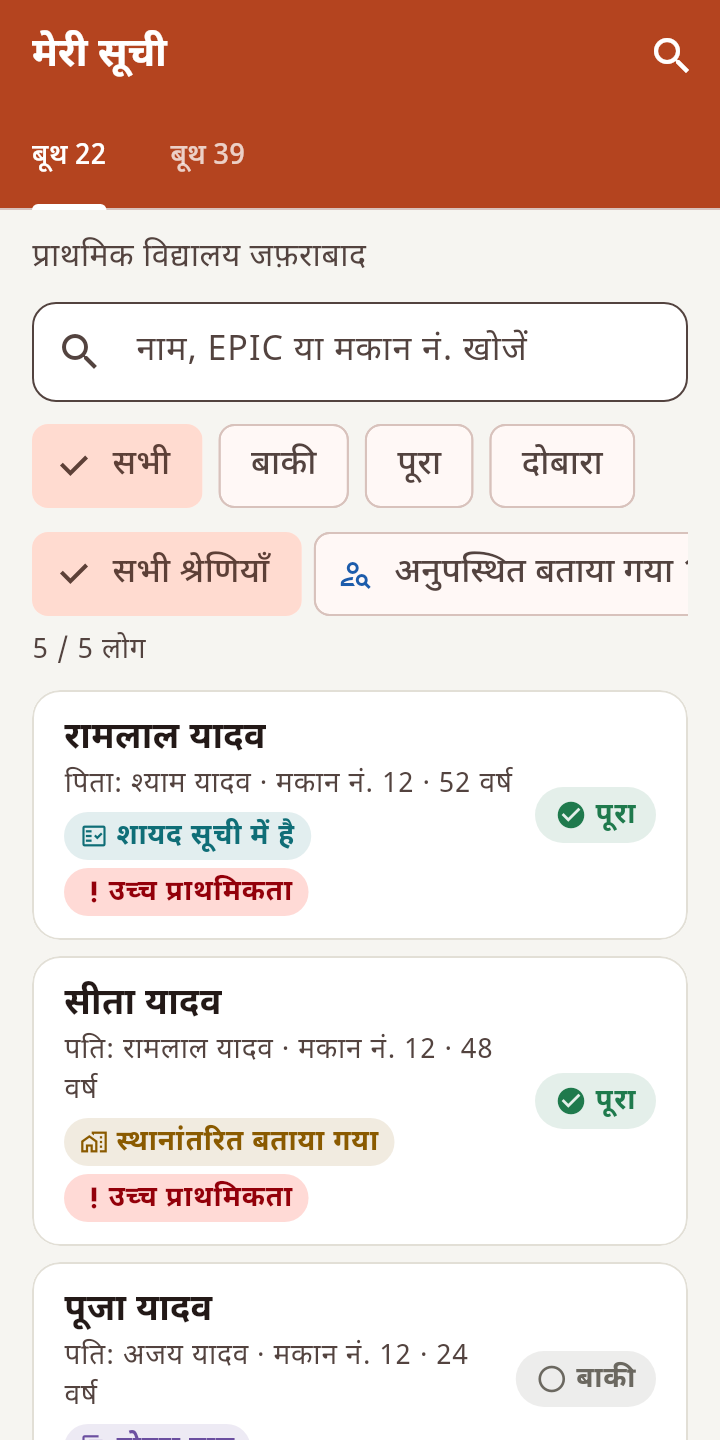 मेरी सूची
बूथ 22
बूथ 39
प्राथमिक विद्यालय जफ़राबाद
नाम, EPIC या मकान नं. खोजें
सभी
बाकी
पूरा
दोबारा
सभी श्रेणियाँ
अनुपस्थित बताया गया
5 / 5 लोग
रामलाल यादव
पिता: श्याम यादव · मकान नं. 12 · 52 वर्ष
शायद सूची में है
पूरा
! उच्च प्राथमिकता
सीता यादव
पति: रामलाल यादव · मकान नं. 12 · 48
वर्ष
पूरा
स्थानांतरित बताया गया
! उच्च प्राथमिकता
पूजा यादव
पति: अजय यादव · मकान नं. 12 · 24
वर्ष
बाकी